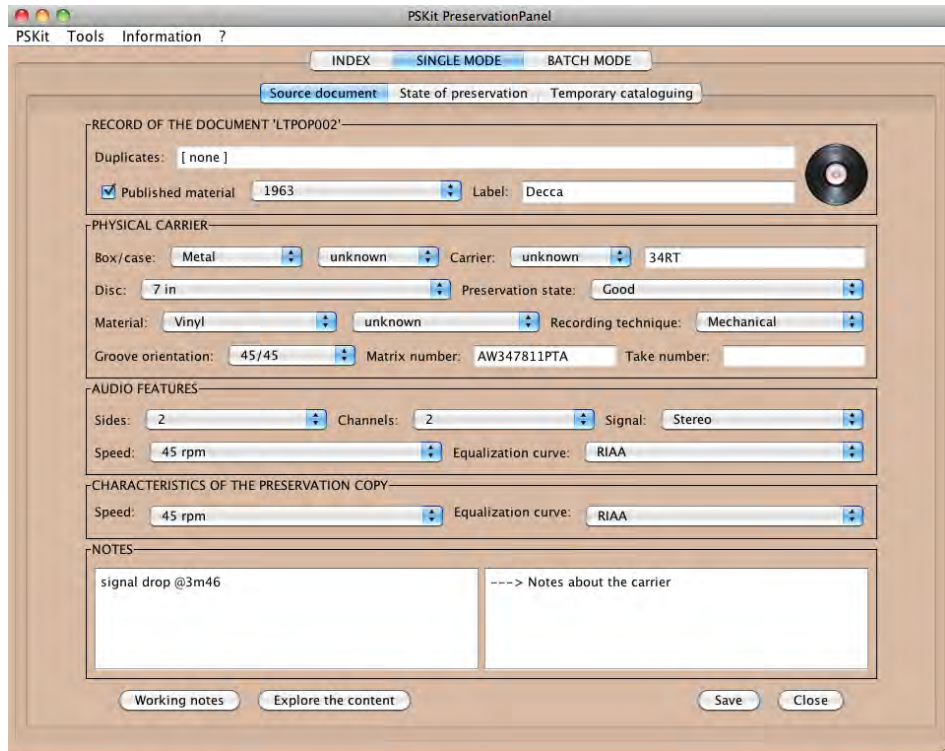 PSKit PreservationPanel
PSKit Tools Information ?
INDEX SINGLE MODE BATCH MODE
Source document State of preservation Temporary cataloguing
RECORD OF THE DOCUMENT 'LTPOP002'
Duplicates: [ none ]
Published material 1963 Label: Decca
PHYSICAL CARRIER
Box/case: Metal unknown Carrier: unknown 34RT
Disc: 7 in Preservation state: Good
Material: Vinyl unknown Recording technique: Mechanical
Groove orientation: 45/45 Matrix number: AW347811PTA Take number:
AUDIO FEATURES
Sides: 2 Channels: 2 Signal: Stereo
Speed: 45 rpm Equalization curve: RIAA
CHARACTERISTICS OF THE PRESERVATION COPY
Speed: 45 rpm Equalization curve: RIAA
NOTES
signal drop @3m46 ---> Notes about the carrier
Working notes Explore the content Save Close